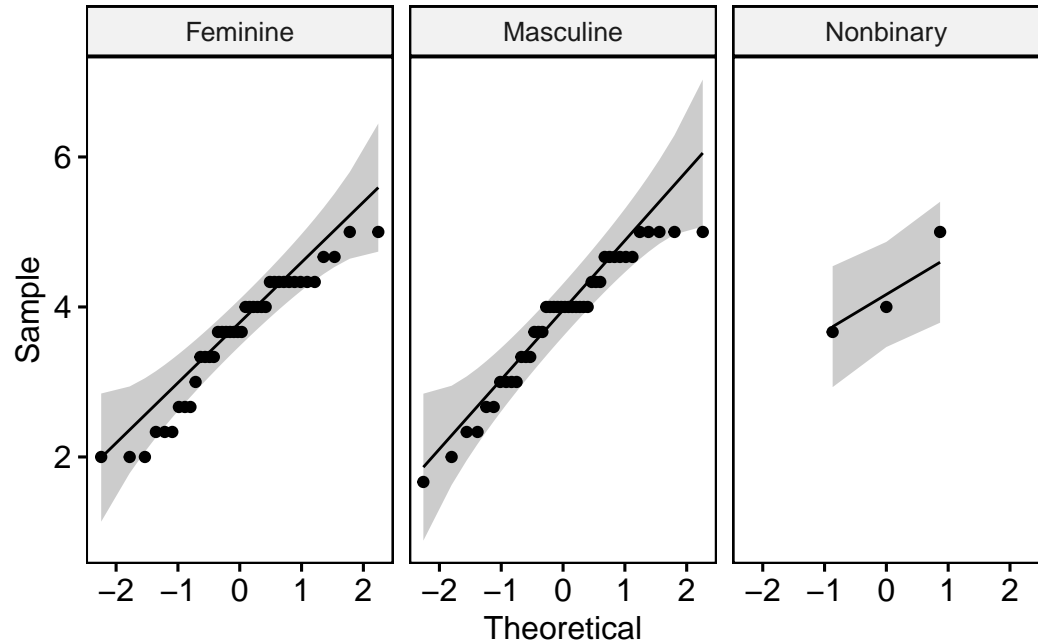 Feminine
Masculine
Nonbinary
6
4
2
Sample
−2 −1 0 1 2
−2 −1 0 1 2
−2 −1 0 1 2
Theoretical